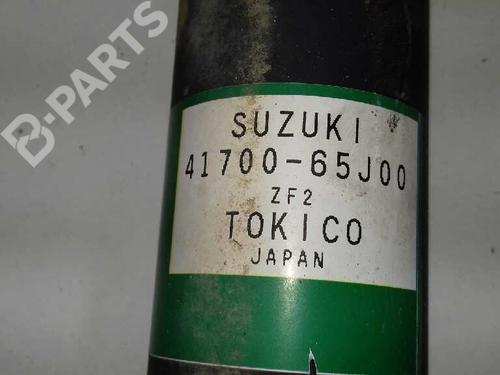 B-PARTS
SUZUKI
41700-65J00
ZF2
TOKICO
JAPAN